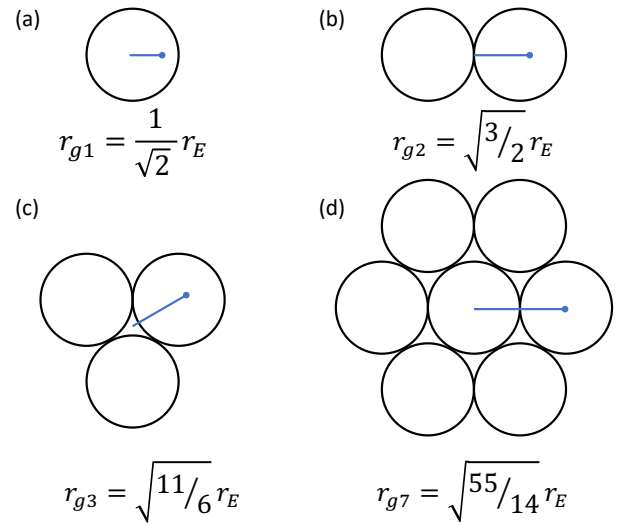 (a)
(b)
r_{g1} = \frac{1}{\sqrt{2}} r_E
r_{g2} = \sqrt{3/2} r_E
(c)
(d)
r_{g3} = \sqrt{11/6} r_E
r_{g7} = \sqrt{55/14} r_E